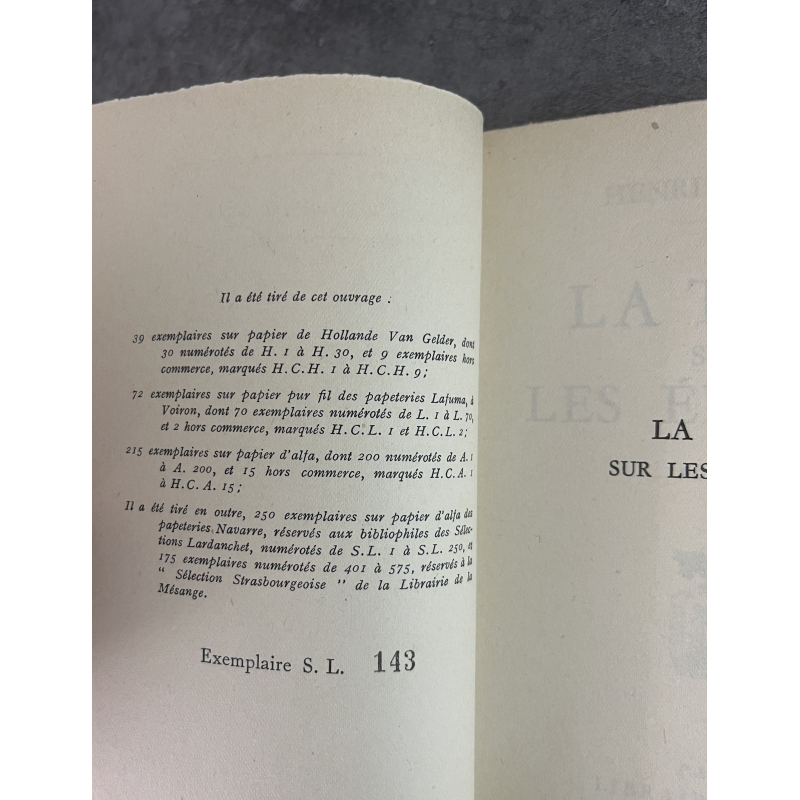 Il a été tiré de cet ouvrage :
39 exemplaires sur papier de Hollande Van Gelder, dont
30 numérotés de H. 1 à H. 30, et 9 exemplaires hors
commerce, marqués H.C.H. 1 à H.C.H. 9;
72 exemplaires sur papier pur fil des papeteries Lafuma, à
Voiron, dont 70 exemplaires numérotés de L. 1 à L. 70,
et 2 hors commerce, marqués H.C.L. 1 et H.C.L. 2;
215 exemplaires sur papier d'alfa, dont 200 numérotés de A. 1
à A. 200, et 15 hors commerce, marqués H.C.A. 1
à H.C. A. 15;
Il a été tiré en outre, 250 exemplaires sur papier d'alfa des
papeteries Navarre, réservés aux bibliophiles des Sélec-
tions Lardanchet, numérotés de S.L. 1 à S.L. 250, et
175 exemplaires numérotés de 401 à 575, réservés à la
“ Sélection Strasbourgeoise ” de la Librairie de la
Mésange.
Exemplaire S. L. 143
HENRI
LA T
S
LES É
LA
SUR LES